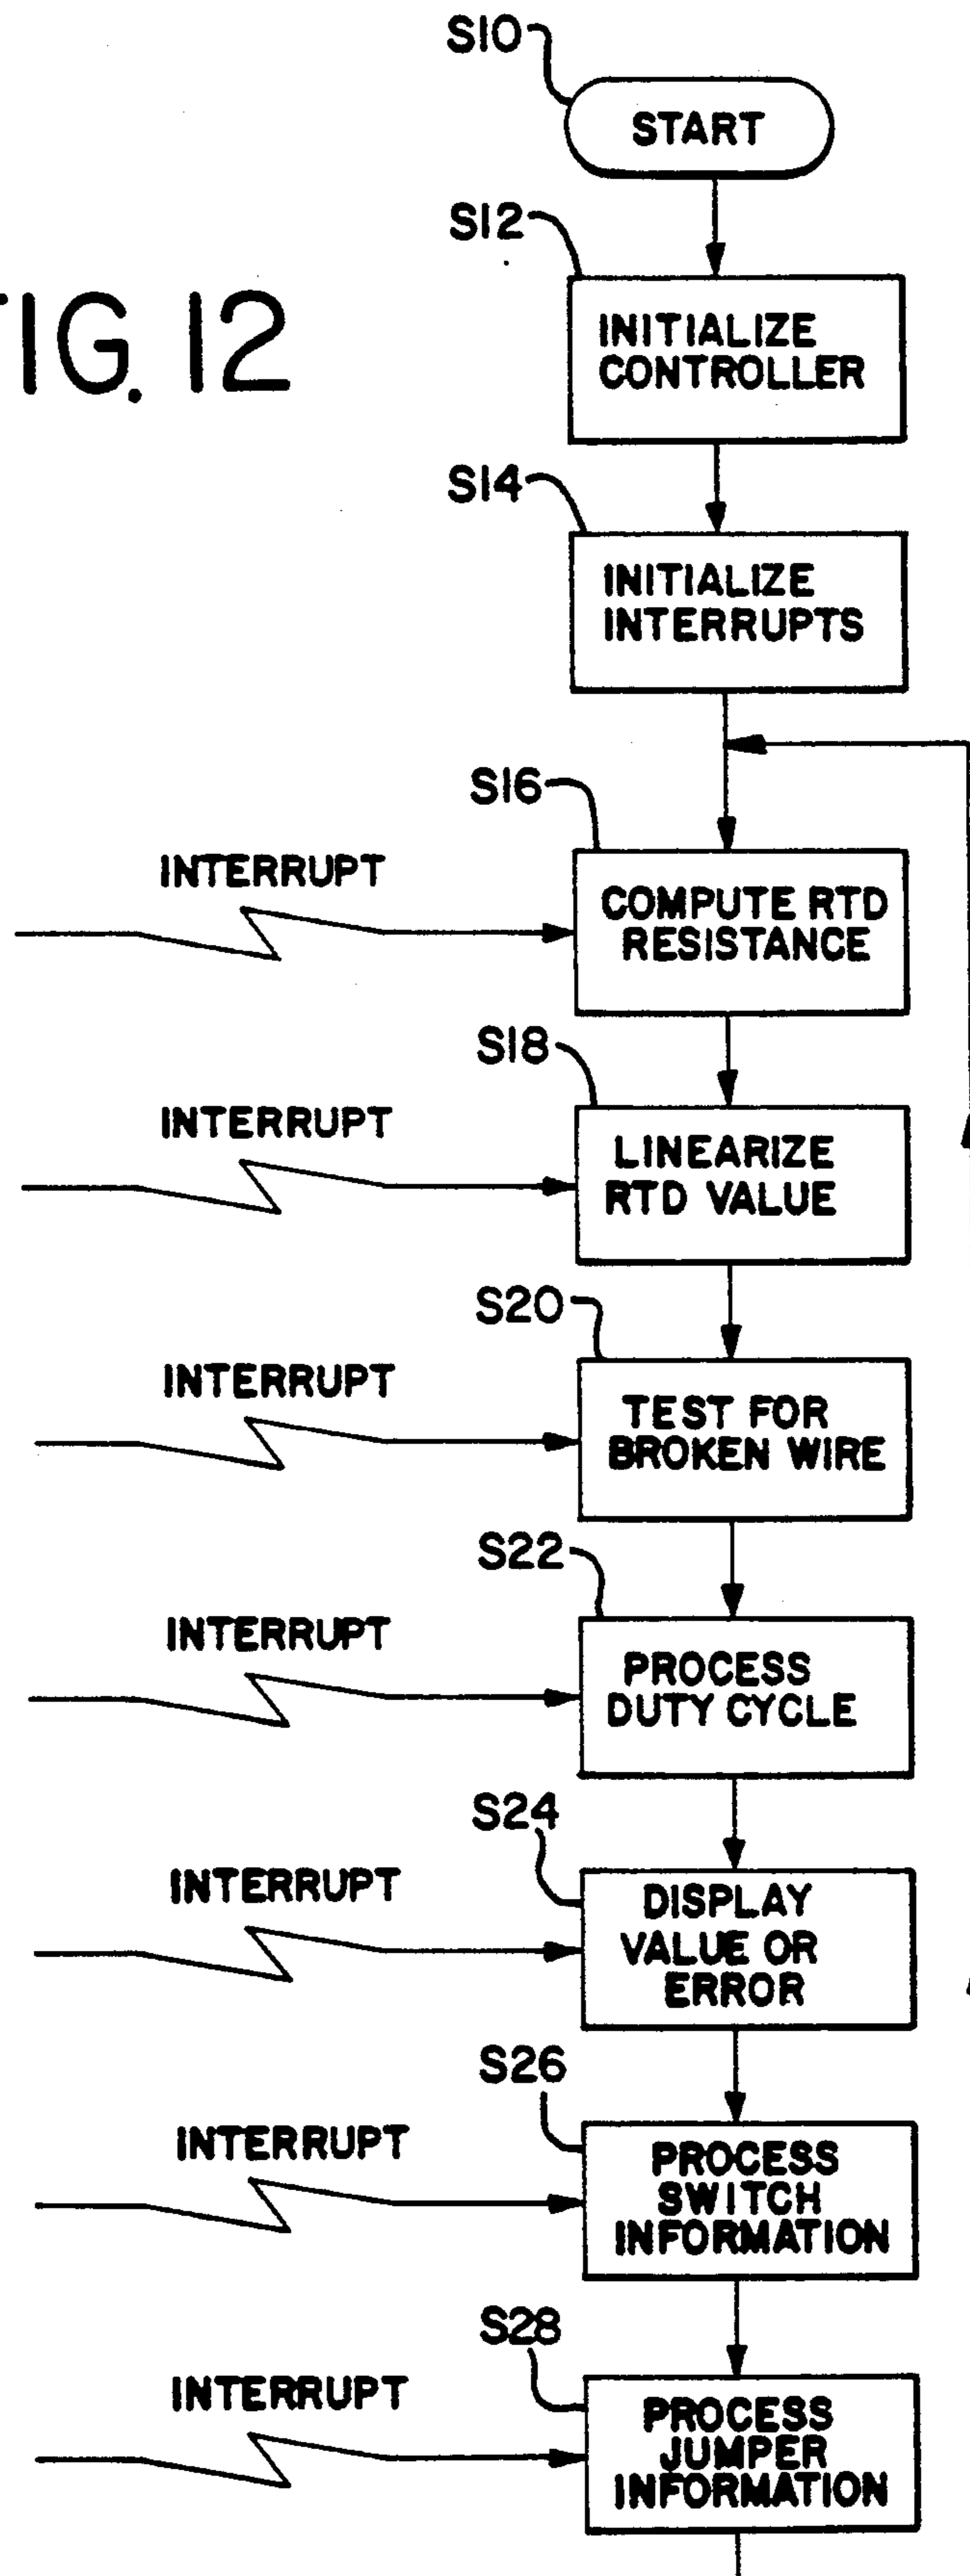 S10
START
S12
INITIALIZE
CONTROLLER
FIG. 12
S14
INITIALIZE
INTERRUPTS
S16
INTERRUPT
COMPUTE RTD
RESISTANCE
S18
INTERRUPT
LINEARIZE
RTD VALUE
S20
INTERRUPT
TEST FOR
BROKEN WIRE
S22
INTERRUPT
PROCESS
DUTY CYCLE
S24
INTERRUPT
DISPLAY
VALUE OR
ERROR
S26
INTERRUPT
PROCESS
SWITCH
INFORMATION
S28
INTERRUPT
PROCESS
JUMPER
INFORMATION